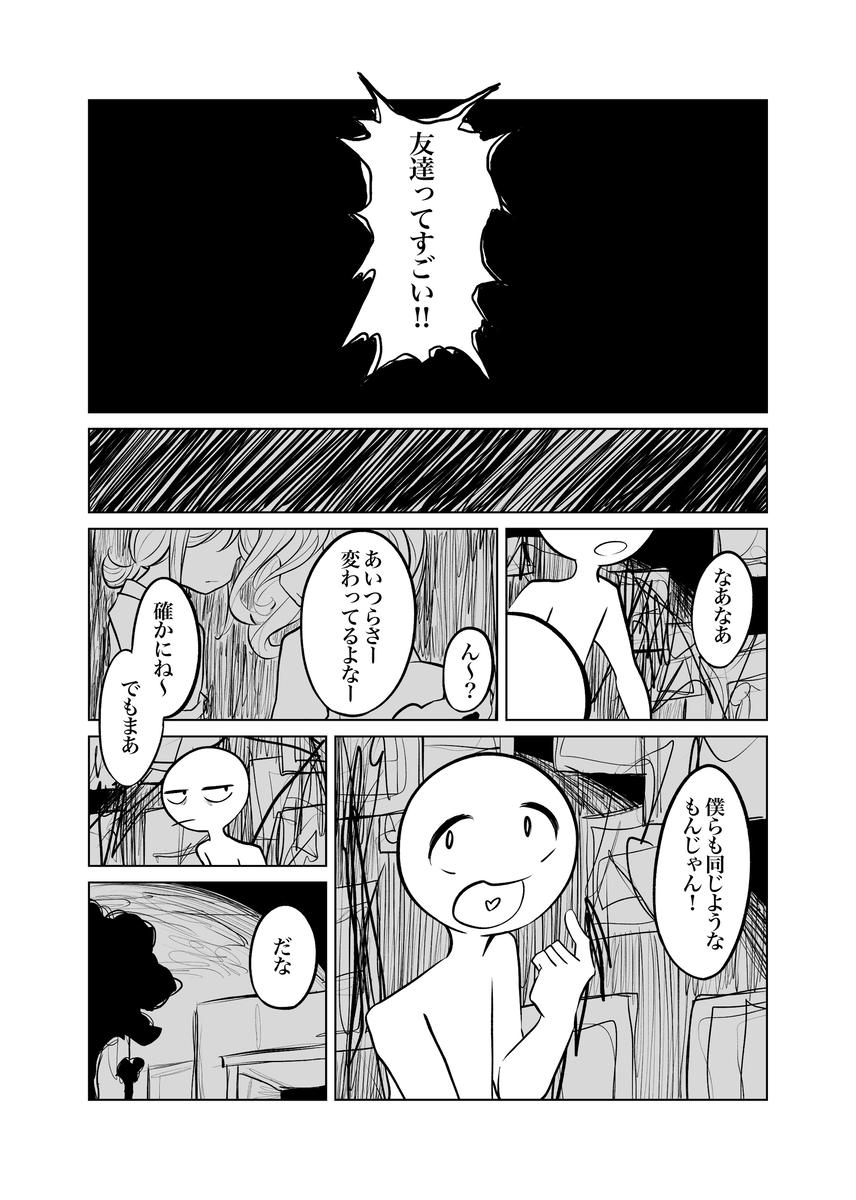 友達ってすごい!!
なあなあ
ん〜?
あいつらさー
変わってるよなー
確かにね〜
でもまあ
僕らも同じような
もんじゃん!
だな